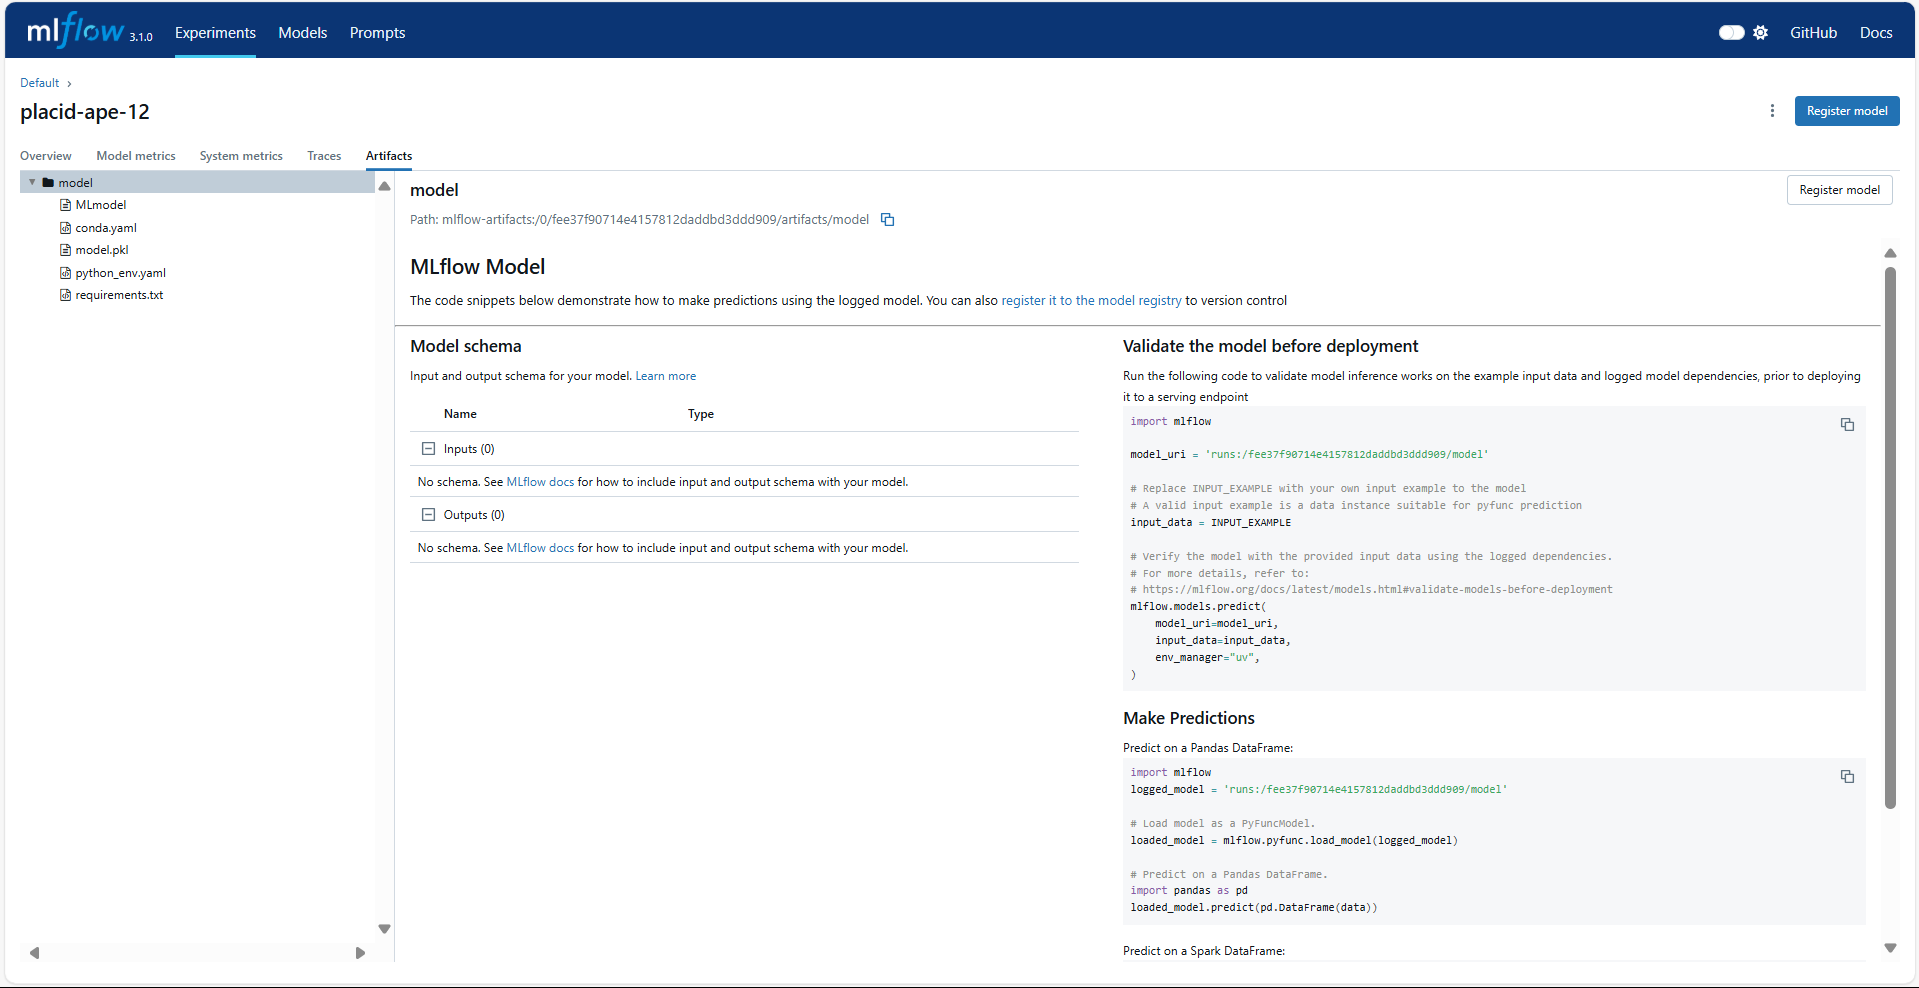 mlflow 3.1.0 Experiments Models Prompts GitHub Docs
Default
placid-ape-12
Register model
Overview Model metrics System metrics Traces Artifacts
model
MLmodel
conda.yaml
model.pkl
python_env.yaml
requirements.txt
model
Register model
Path: mlflow-artifacts:/0/fee37f90714e4157812daddbd3ddd909/artifacts/model
MLflow Model
The code snippets below demonstrate how to make predictions using the logged model. You can also register it to the model registry to version control
Model schema
Input and output schema for your model. Learn more
Name Type
Inputs (0)
No schema. See MLflow docs for how to include input and output schema with your model.
Outputs (0)
No schema. See MLflow docs for how to include input and output schema with your model.
Validate the model before deployment
Run the following code to validate model inference works on the example input data and logged model dependencies, prior to deploying
it to a serving endpoint
import mlflow
model_uri = 'runs:/fee37f90714e4157812daddbd3ddd909/model'
# Replace INPUT_EXAMPLE with your own input example to the model
# A valid input example is a data instance suitable for pyfunc prediction
input_data = INPUT_EXAMPLE
# Verify the model with the provided input data using the logged dependencies.
# For more details, refer to:
# https://mlflow.org/docs/latest/models.html#validate-models-before-deployment
mlflow.models.predict(
model_uri=model_uri,
input_data=input_data,
env_manager="uv",
)
Make Predictions
Predict on a Pandas DataFrame:
import mlflow
logged_model = 'runs:/fee37f90714e4157812daddbd3ddd909/model'
# Load model as a PyFuncModel.
loaded_model = mlflow.pyfunc.load_model(logged_model)
# Predict on a Pandas DataFrame.
import pandas as pd
loaded_model.predict(pd.DataFrame(data))
Predict on a Spark DataFrame: